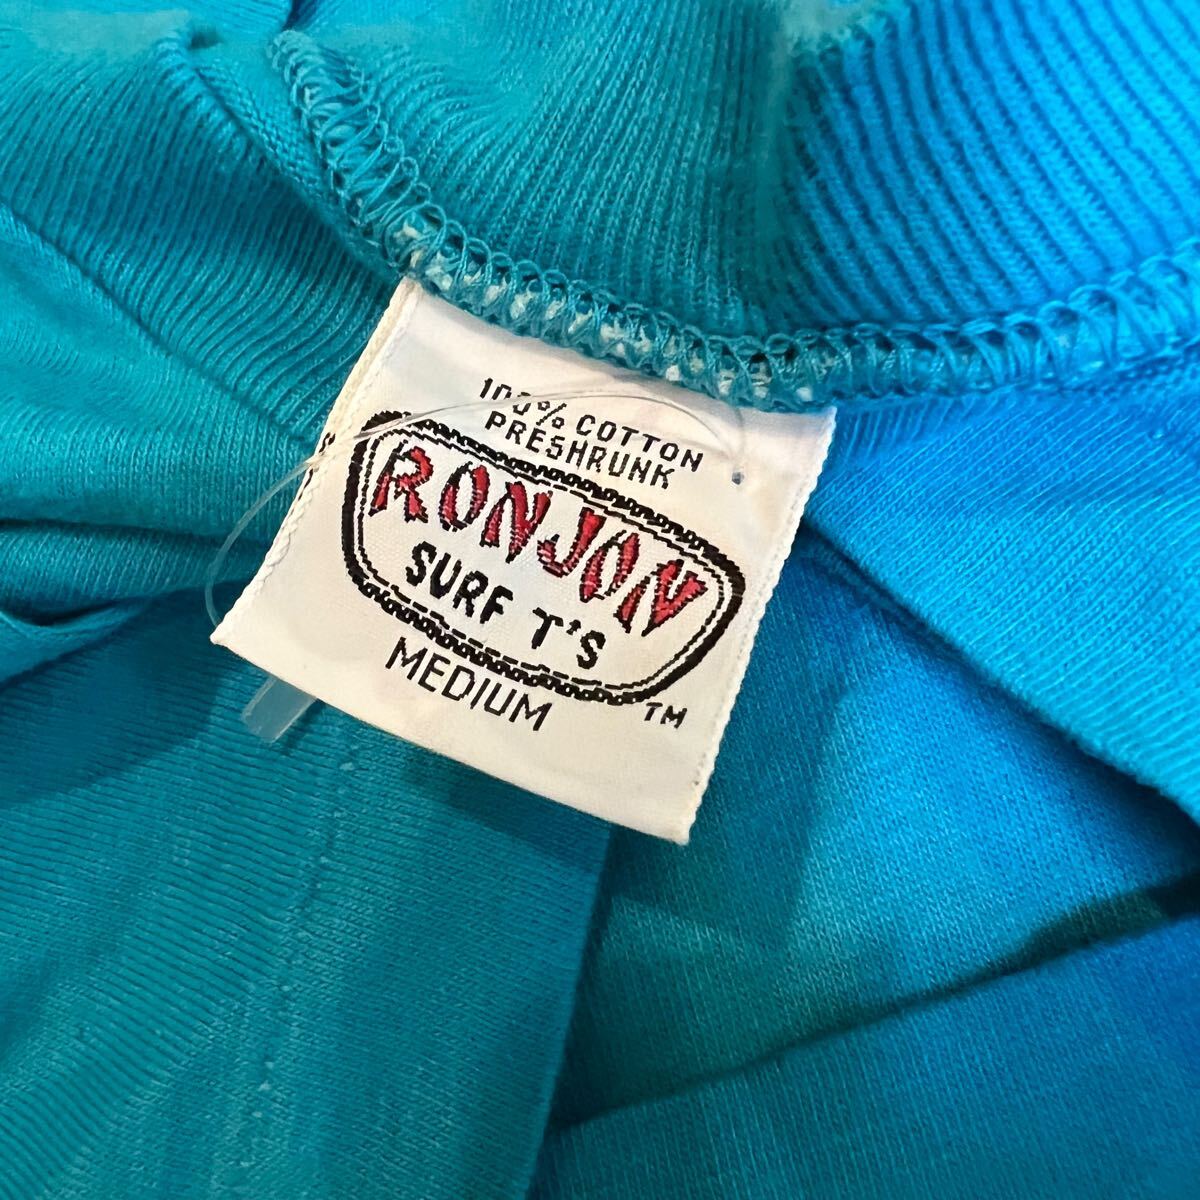 100% COTTON
PRESHRUNK
RON JON
SURF T'S
MEDIUM
TM